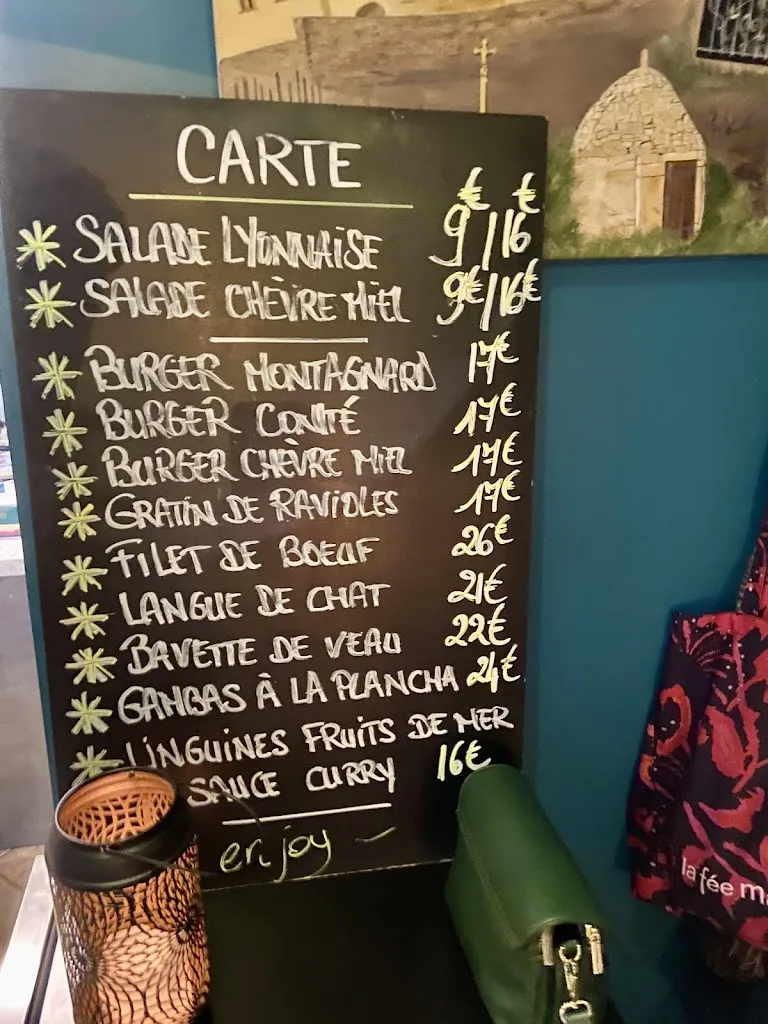 CARTE
€ €
* SALADE LYONNAISE 9/16
* SALADE CHÈVRE MIEL 9€/16€
* BURGER MONTAGNARD 17€
* BURGER COMTÉ 17€
* BURGER CHÈVRE MIEL 17€
* GRATIN DE RAVIOLES 17€
* FILET DE BOEUF 26€
* LANGUE DE CHAT 21€
* BAVETTE DE VEAU 22€
* GAMBAS À LA PLANCHA 24€
* LINGUINES FRUITS DE MER
SAUCE CURRY 16€
enjoy
la fée